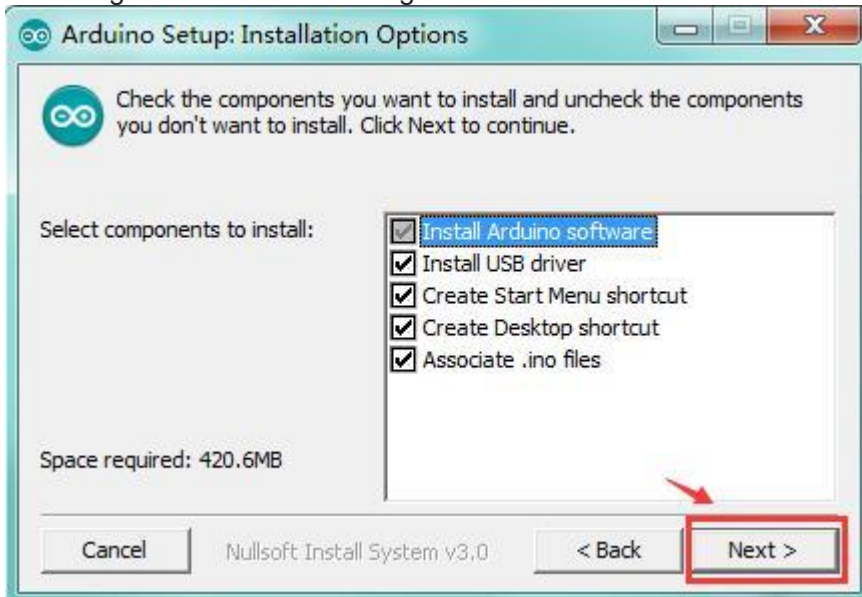 Arduino Setup: Installation Options
Check the components you want to install and uncheck the components
you don't want to install. Click Next to continue.
Select components to install:
Install Arduino software
Install USB driver
Create Start Menu shortcut
Create Desktop shortcut
Associate .ino files
Space required: 420.6MB
Cancel
Nullsoft Install System v3.0
< Back
Next >